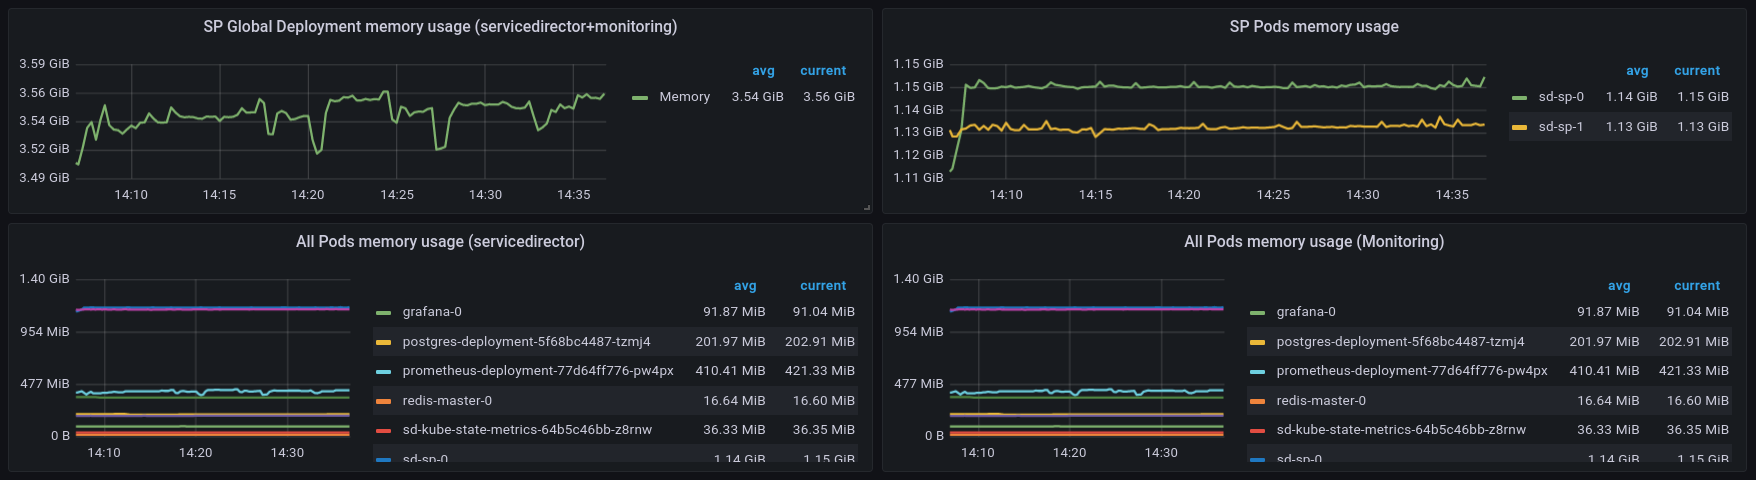 SP Global Deployment memory usage (servicedirector+monitoring)
3.59 GiB
3.56 GiB
3.54 GiB
3.52 GiB
3.49 GiB
14:10 14:15 14:20 14:25 14:30 14:35
avg current
Memory 3.54 GiB 3.56 GiB
SP Pods memory usage
1.15 GiB
1.15 GiB
1.14 GiB
1.13 GiB
1.12 GiB
1.11 GiB
14:10 14:15 14:20 14:25 14:30 14:35
avg current
sd-sp-0 1.14 GiB 1.15 GiB
sd-sp-1 1.13 GiB 1.13 GiB
All Pods memory usage (servicedirector)
1.40 GiB
954 MiB
477 MiB
0 B
14:10 14:20 14:30
avg current
grafana-0 91.87 MiB 91.04 MiB
postgres-deployment-5f68bc4487-tzmj4 201.97 MiB 202.91 MiB
prometheus-deployment-77d64ff776-pw4px 410.41 MiB 421.33 MiB
redis-master-0 16.64 MiB 16.60 MiB
sd-kube-state-metrics-64b5c46bb-z8rnw 36.33 MiB 36.35 MiB
sd-sp-0 1.14 GiB 1.15 GiB
All Pods memory usage (Monitoring)
1.40 GiB
954 MiB
477 MiB
0 B
14:10 14:20 14:30
avg current
grafana-0 91.87 MiB 91.04 MiB
postgres-deployment-5f68bc4487-tzmj4 201.97 MiB 202.91 MiB
prometheus-deployment-77d64ff776-pw4px 410.41 MiB 421.33 MiB
redis-master-0 16.64 MiB 16.60 MiB
sd-kube-state-metrics-64b5c46bb-z8rnw 36.33 MiB 36.35 MiB
sd-sp-0 1.14 GiB 1.15 GiB